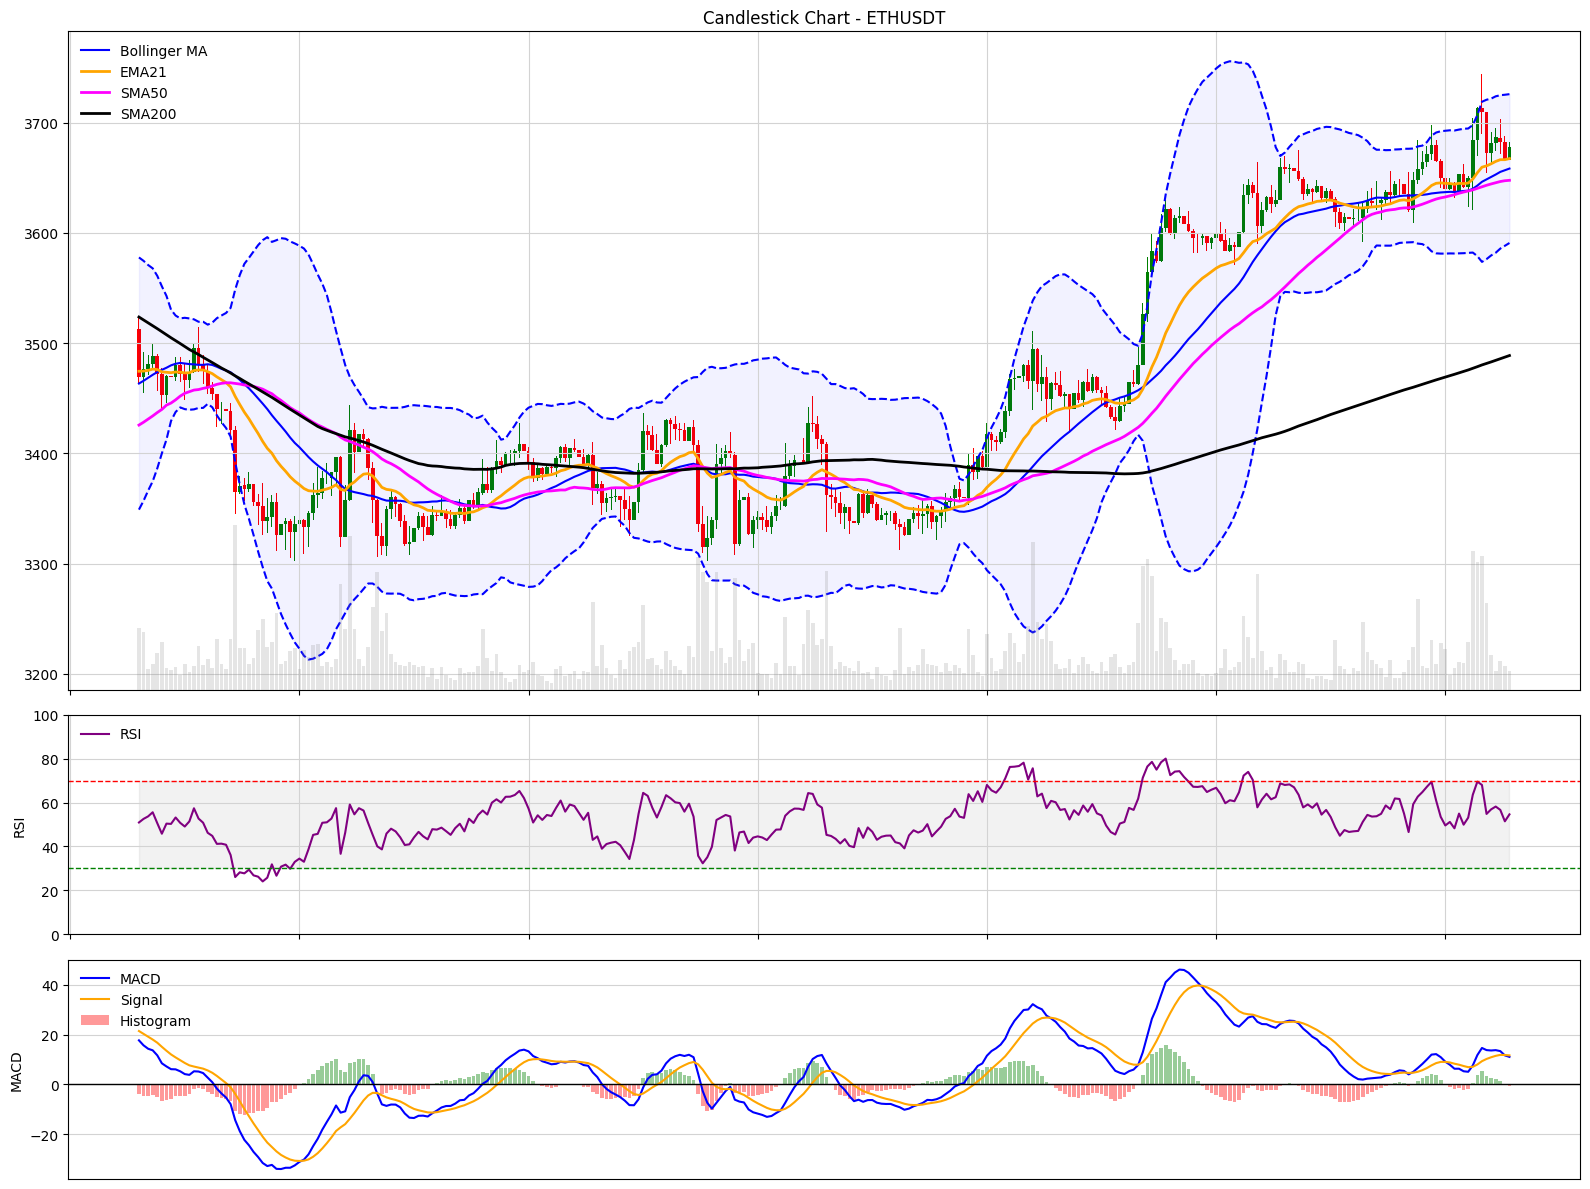 Candlestick Chart - ETHUSDT
Bollinger MA
EMA21
SMA50
SMA200
3700
3600
3500
3400
3300
3200
RSI
100
80
60
40
20
0
RSI
MACD
Signal
Histogram
40
20
0
−20
MACD